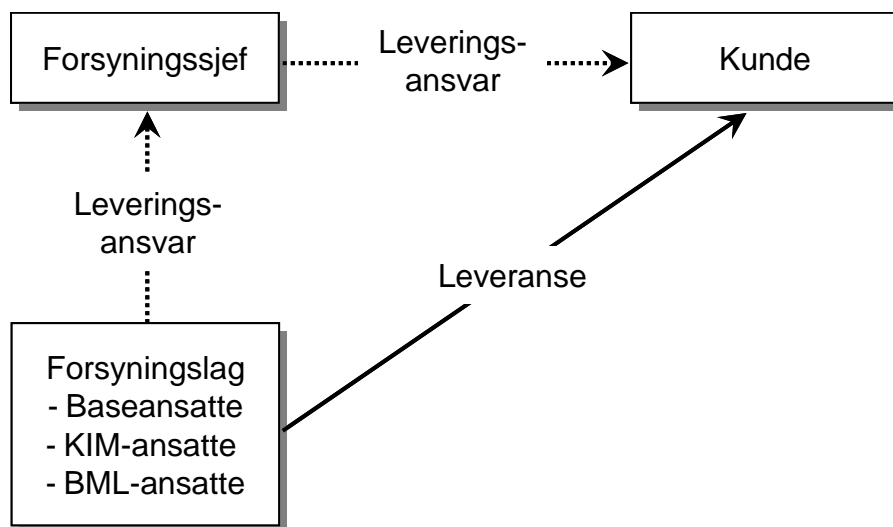 Forsyningssjef
Leverings-
ansvar
Kunde
Leverings-
ansvar
Leveranse
Forsyningslag
- Baseansatte
- KIM-ansatte
- BML-ansatte